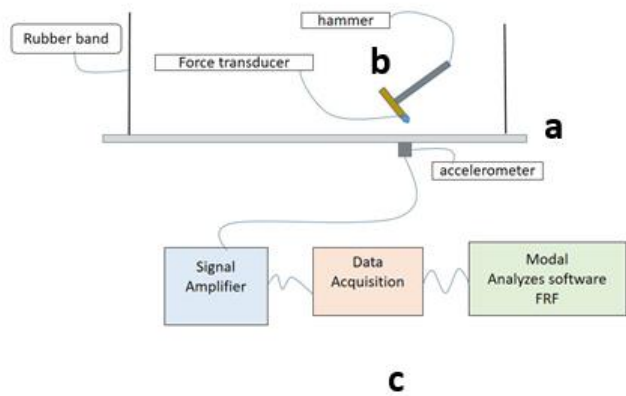 hammer
Rubber band
Force transducer
b
a
accelerometer
Signal
Amplifier
Data
Acquisition
Modal
Analyzes software
FRF
c